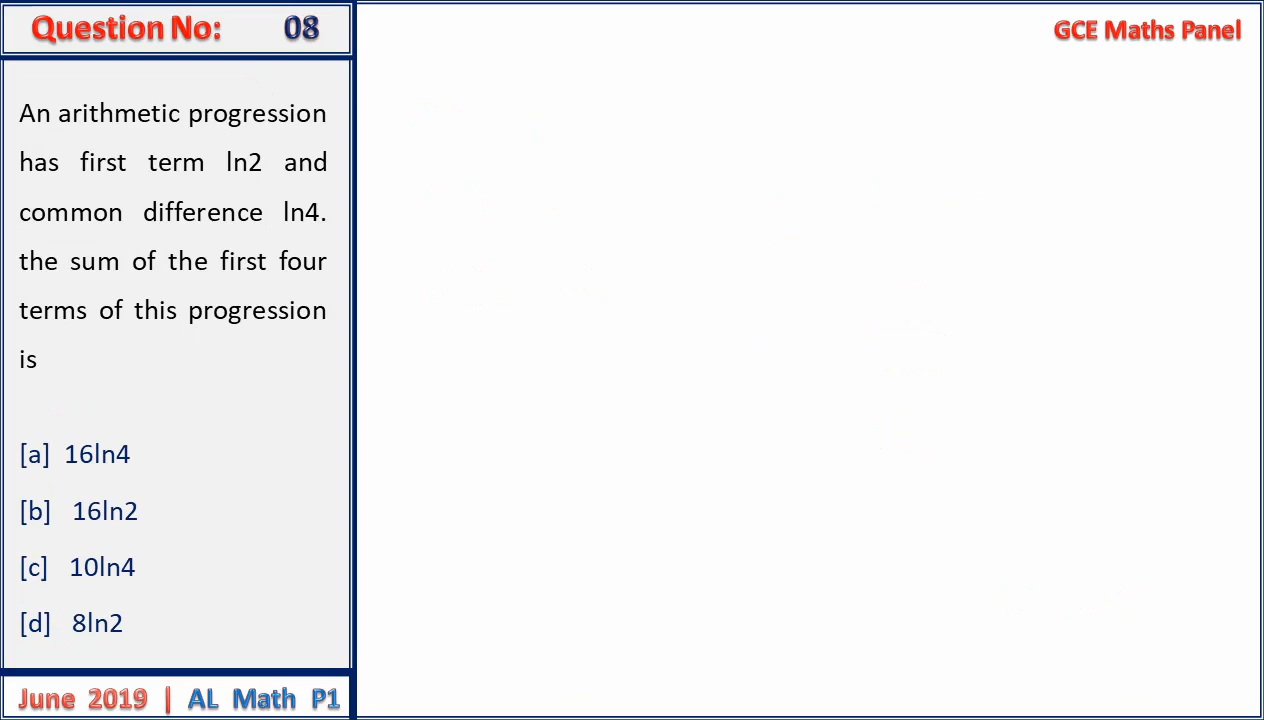 Question No: 08
GCE Maths Panel
An arithmetic progression
has first term ln2 and
common difference ln4.
the sum of the first four
terms of this progression
is
[a] 16ln4
[b] 16ln2
[c] 10ln4
[d] 8ln2
June 2019 | AL Math P1